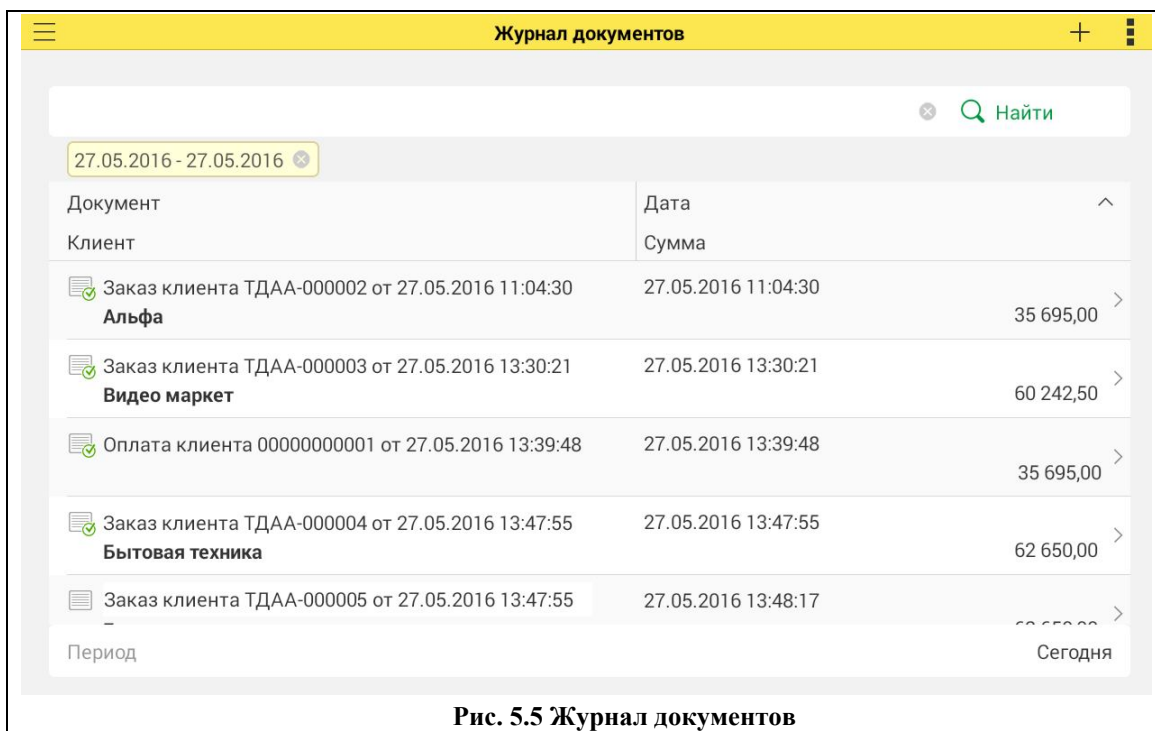 Журнал документов
Найти
27.05.2016 - 27.05.2016
Документ Дата
Клиент Сумма
Заказ клиента ТДАА-000002 от 27.05.2016 11:04:30 27.05.2016 11:04:30
Альфа 35 695,00
Заказ клиента ТДАА-000003 от 27.05.2016 13:30:21 27.05.2016 13:30:21
Видео маркет 60 242,50
Оплата клиента 00000000001 от 27.05.2016 13:39:48 27.05.2016 13:39:48
35 695,00
Заказ клиента ТДАА-000004 от 27.05.2016 13:47:55 27.05.2016 13:47:55
Бытовая техника 62 650,00
Заказ клиента ТДАА-000005 от 27.05.2016 13:47:55 27.05.2016 13:48:17
Период Сегодня
Рис. 5.5 Журнал документов